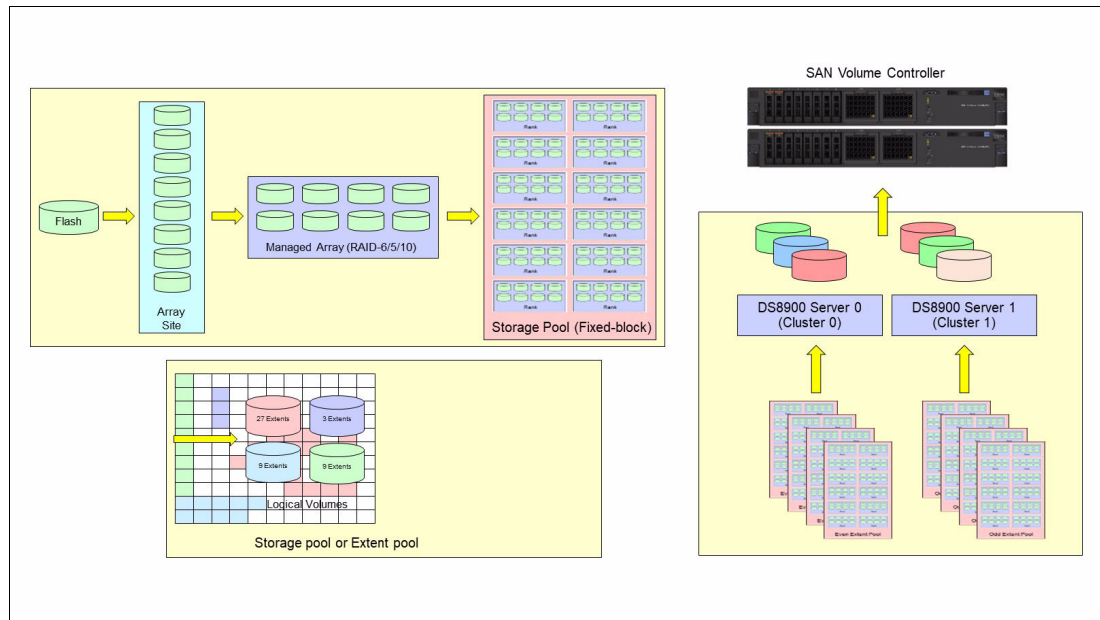 SAN Volume Controller
Flash
Array
Site
Managed Array (RAID-6/5/10)
Rank
Rank
Rank
Rank
Rank
Rank
Rank
Rank
Rank
Rank
Rank
Rank
Storage Pool (Fixed-block)
27 Extents
3 Extents
9 Extents
9 Extents
Logical Volumes
Storage pool or Extent pool
DS8900 Server 0
(Cluster 0)
DS8900 Server 1
(Cluster 1)
Even Extent Pool
Odd Extent Pool